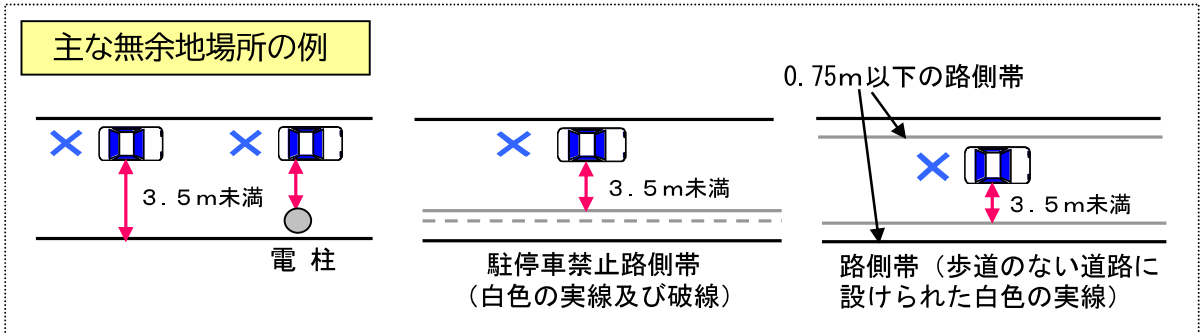 主な無余地場所の例
3.5m未満
電柱
3.5m未満
駐停車禁止路側帯
（白色の実線及び破線）
0.75m以下の路側帯
3.5m未満
路側帯（歩道のない道路に
設けられた白色の実線）